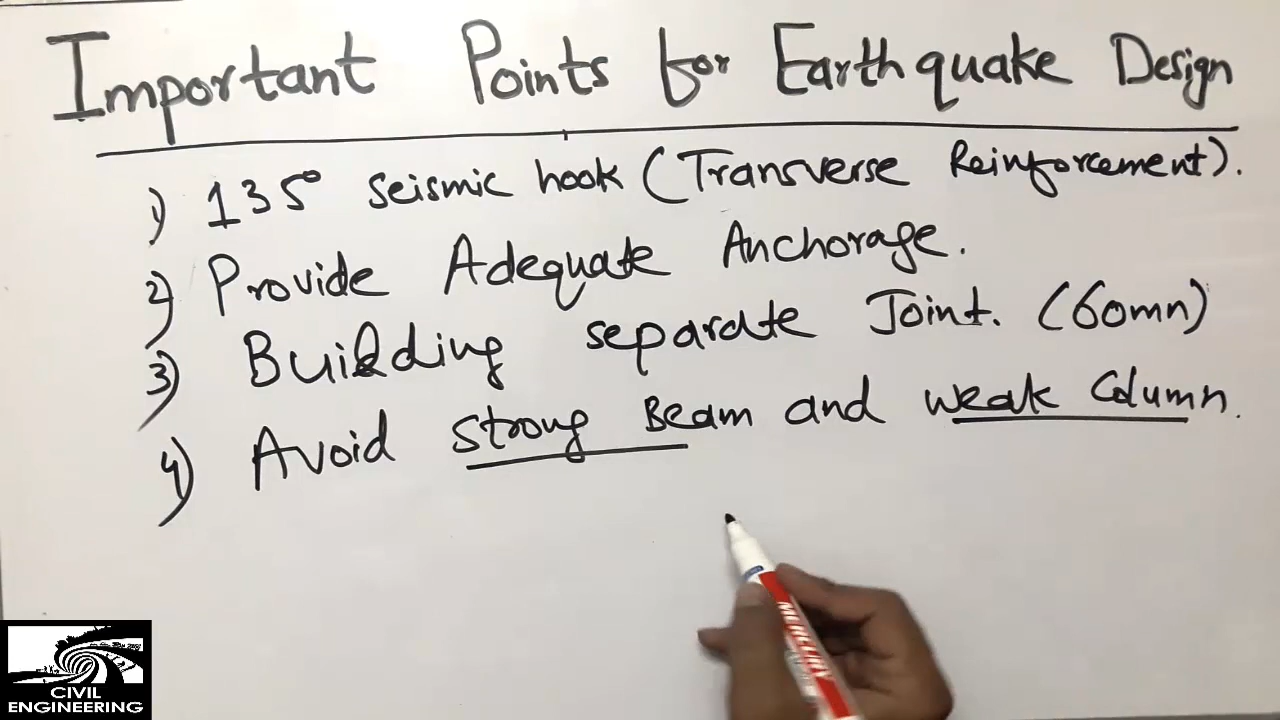 Important Points for Earthquake Design
1) 135° seismic hook (Transverse Reinforcement).
2) Provide Adequate Anchorage.
3) Building separate Joint. (60mm)
4) Avoid strong Beam and weak Column.
MERCURY
CIVIL
ENGINEERING